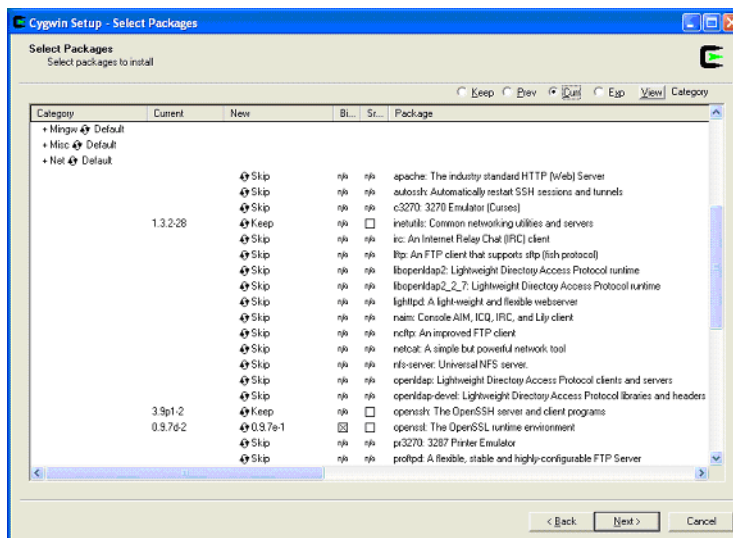 Cygwin Setup - Select Packages
Select Packages
Select packages to install
Keep Prev Curr Exp View Category
Category Current New Bi... Sr... Package
+ Mingw Default
+ Misc Default
+ Net Default
Skip n/a n/a apache: The industry standard HTTP (Web) Server
Skip n/a n/a autossh: Automatically restart SSH sessions and tunnels
Skip n/a n/a c3270: 3270 Emulator (Curses)
1.3.2-28 Keep n/a inetutils: Common networking utilities and servers
Skip n/a n/a irc: An Internet Relay Chat (IRC) client
Skip n/a n/a lftp: An FTP client that supports sftp (fish protocol)
Skip n/a n/a libopenldap2: Lightweight Directory Access Protocol runtime
Skip n/a n/a libopenldap2_2_7: Lightweight Directory Access Protocol runtime
Skip n/a n/a lighttpd: A light-weight and flexible webserver
Skip n/a n/a naim: Console AIM, ICQ, IRC, and Lily client
Skip n/a n/a ncftp: An improved FTP client
Skip n/a n/a netcat: A simple but powerful network tool
Skip n/a n/a nfs-server: Universal NFS server.
Skip n/a n/a openldap: Lightweight Directory Access Protocol clients and servers
Skip n/a n/a openldap-devel: Lightweight Directory Access Protocol libraries and headers
3.9p1-2 Keep n/a openssh: The OpenSSH server and client programs
0.9.7d-2 0.9.7e-1 openssl: The OpenSSL runtime environment
Skip n/a n/a pr3270: 3287 Printer Emulator
Skip n/a n/a proftpd: A flexible, stable and highly-configurable FTP Server
< Back Next > Cancel